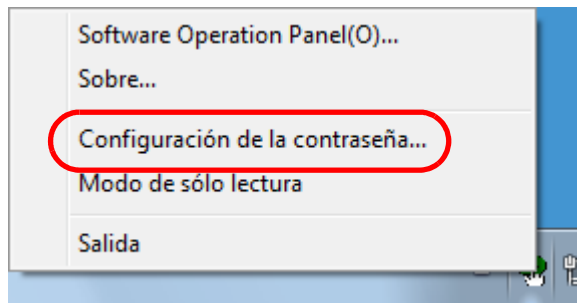 Software Operation Panel(O)...
Sobre...
Configuración de la contraseña...
Modo de sólo lectura
Salida